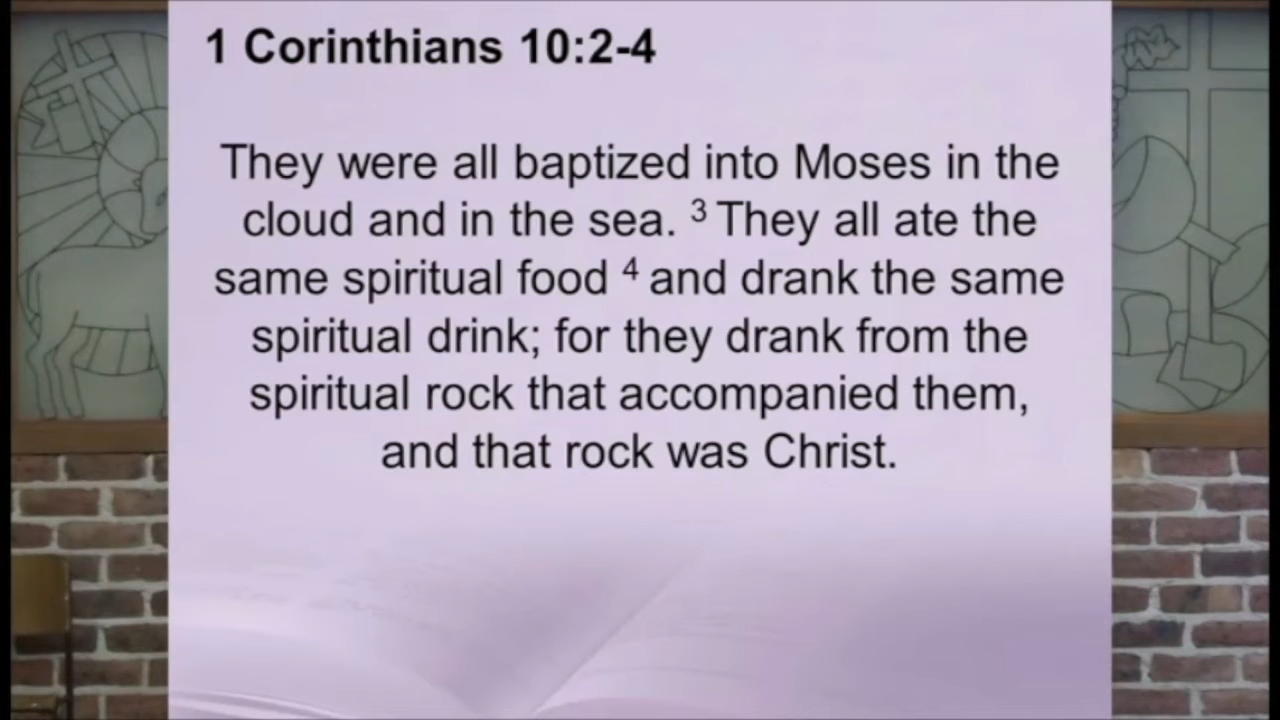 1 Corinthians 10:2-4
They were all baptized into Moses in the
cloud and in the sea. ³ They all ate the
same spiritual food ⁴ and drank the same
spiritual drink; for they drank from the
spiritual rock that accompanied them,
and that rock was Christ.